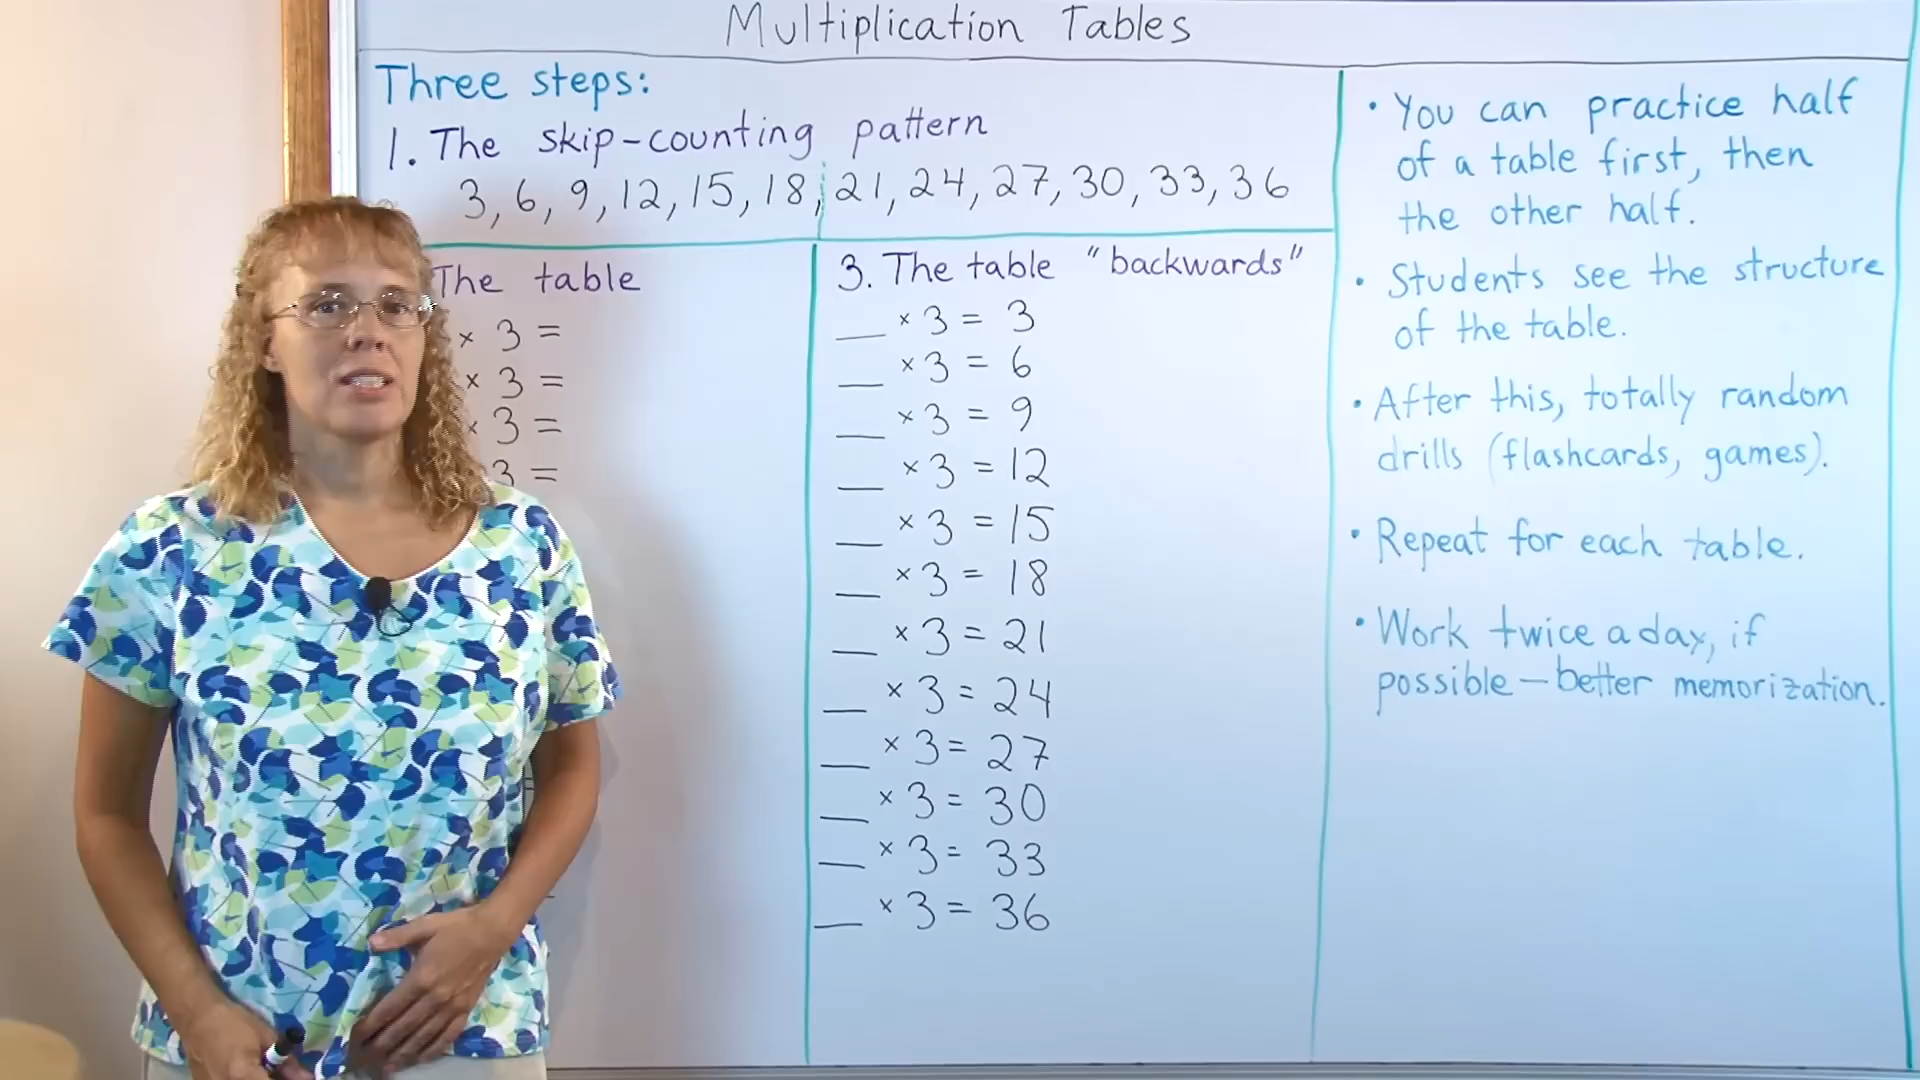 Multiplication Tables
Three steps:
1. The skip-counting pattern
3, 6, 9, 12, 15, 18, 21, 24, 27, 30, 33, 36
The table
× 3 =
× 3 =
× 3 =
3 =
3. The table "backwards"
__ × 3 = 3
__ × 3 = 6
__ × 3 = 9
__ × 3 = 12
__ × 3 = 15
__ × 3 = 18
__ × 3 = 21
__ × 3 = 24
__ × 3 = 27
__ × 3 = 30
__ × 3 = 33
__ × 3 = 36
• You can practice half
of a table first, then
the other half.
• Students see the structure
of the table.
• After this, totally random
drills (flashcards, games).
• Repeat for each table.
• Work twice a day, if
possible – better memorization.